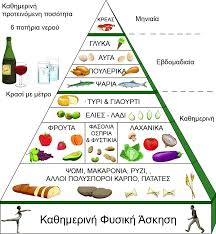 Καθημερινή
προτεινόμενη ποσότητα
6 ποτήρια νερού
Κρασί με μέτρο
ΚΡΕΑΣ
Μηνιαία
ΓΛΥΚΑ
ΑΥΓΑ
ΠΟΥΛΕΡΙΚΑ
ΨΑΡΙΑ
Εβδομαδιαία
ΤΥΡΙ & ΓΙΑΟΥΡΤΙ
ΕΛΙΕΣ - ΛΑΔΙ
ΦΡΟΥΤΑ
ΦΑΣΟΛΙΑ
ΟΣΠΡΙΑ
& ΦΥΣΤΙΚΙΑ
ΛΑΧΑΝΙΚΑ
Καθημερινή
ΨΩΜΙ, ΜΑΚΑΡΟΝΙΑ, ΡΥΖΙ, ,
ΑΛΛΟΙ ΠΟΛΥΣΠΟΡΟΙ ΚΑΡΠΟΙ, ΠΑΤΑΤΕΣ
Καθημερινή Φυσική Άσκηση